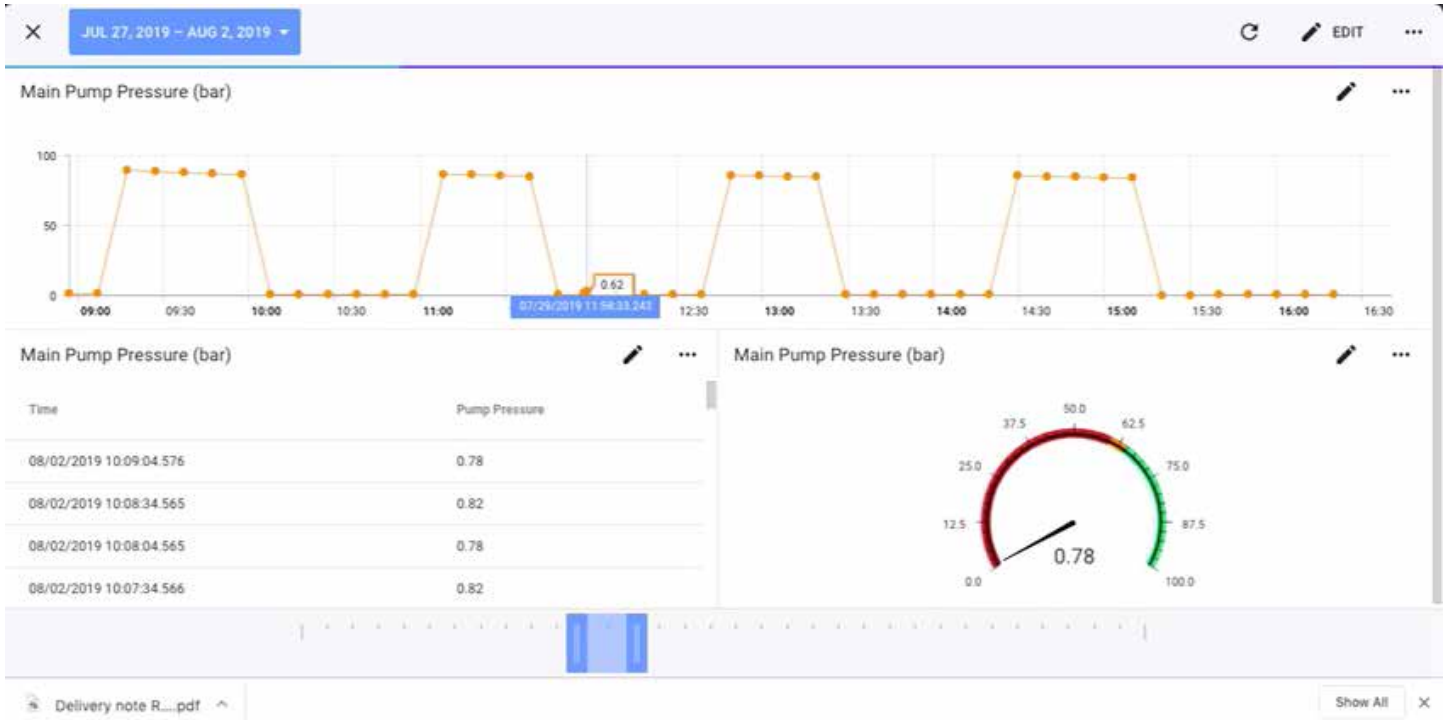 JUL 27, 2019 – AUG 2, 2019
EDIT
Main Pump Pressure (bar)
100
50
0
0.62
09:00 09:30 10:00 10:30 11:00 07/29/2019 11:56:33.241 12:30 13:00 13:30 14:00 14:30 15:00 15:30 16:00 16:30
Main Pump Pressure (bar)
Time Pump Pressure
08/02/2019 10:09:04.576 0.78
08/02/2019 10:08:34.565 0.82
08/02/2019 10:08:04.565 0.78
08/02/2019 10:07:34.566 0.82
Main Pump Pressure (bar)
50.0
37.5 62.5
25.0 75.0
12.5 87.5
0.78
0.0 100.0
Delivery note R....pdf
Show All